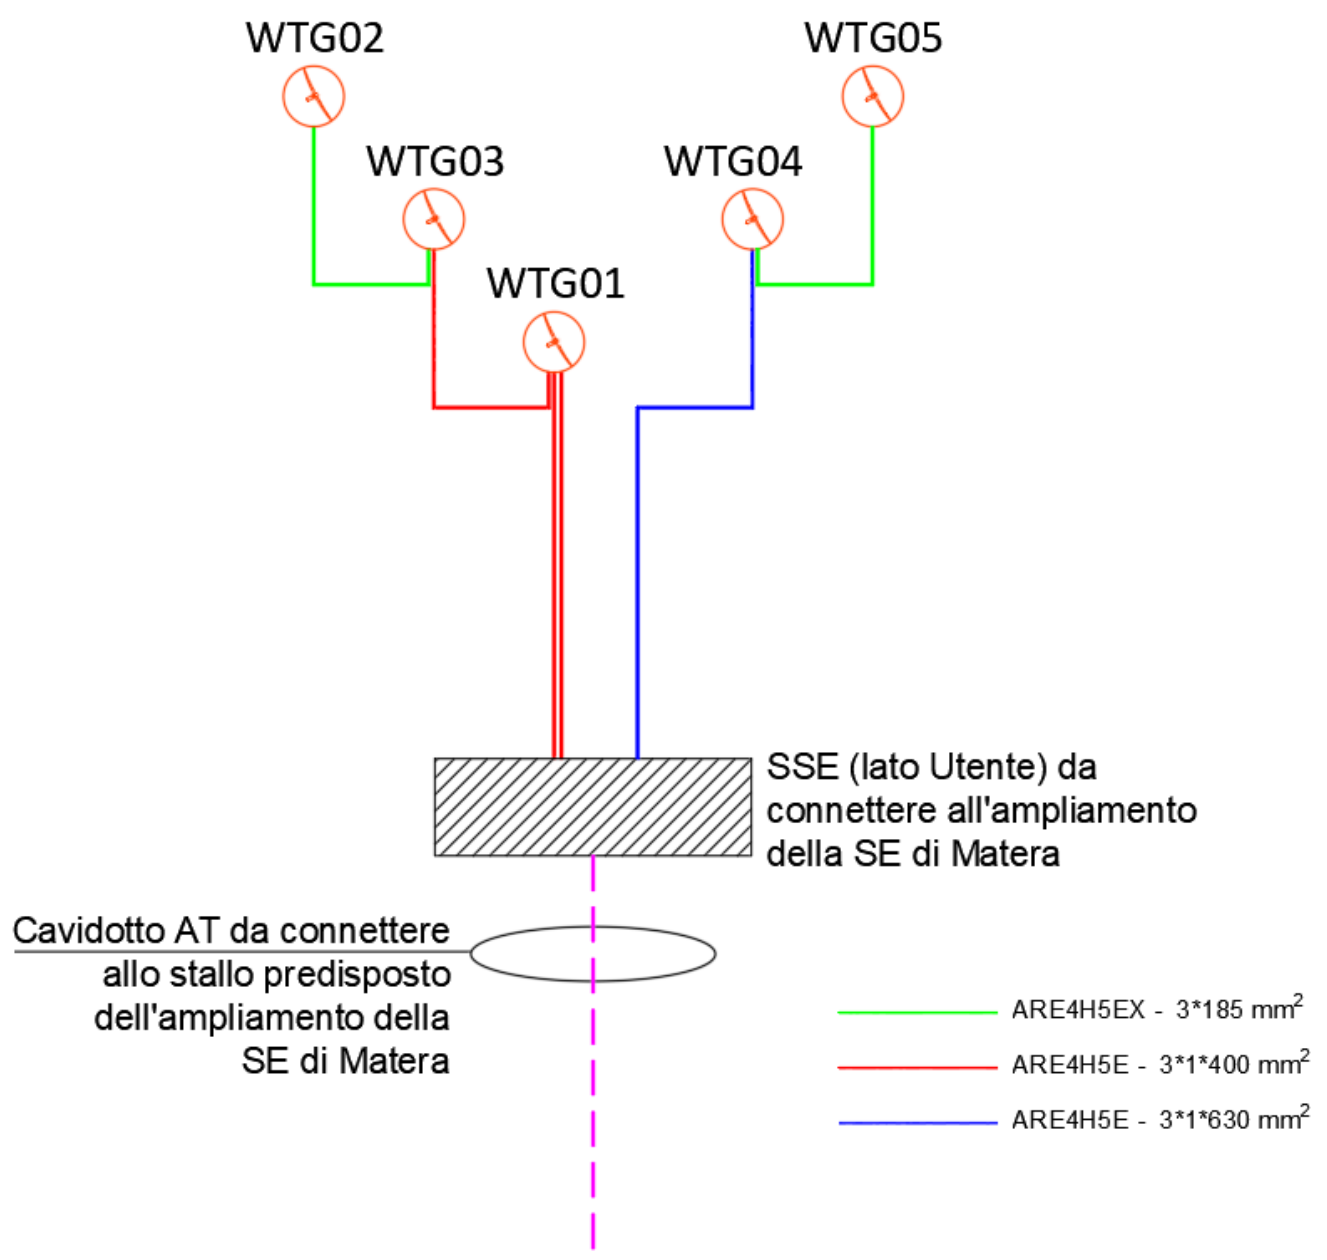 WTG02
WTG05
WTG03
WTG04
WTG01
SSE (lato Utente) da
connettere all'ampliamento
della SE di Matera
Cavidotto AT da connettere
allo stallo predisposto
dell'ampliamento della
SE di Matera
ARE4H5EX - 3*185 mm²
ARE4H5E - 3*1*400 mm²
ARE4H5E - 3*1*630 mm²